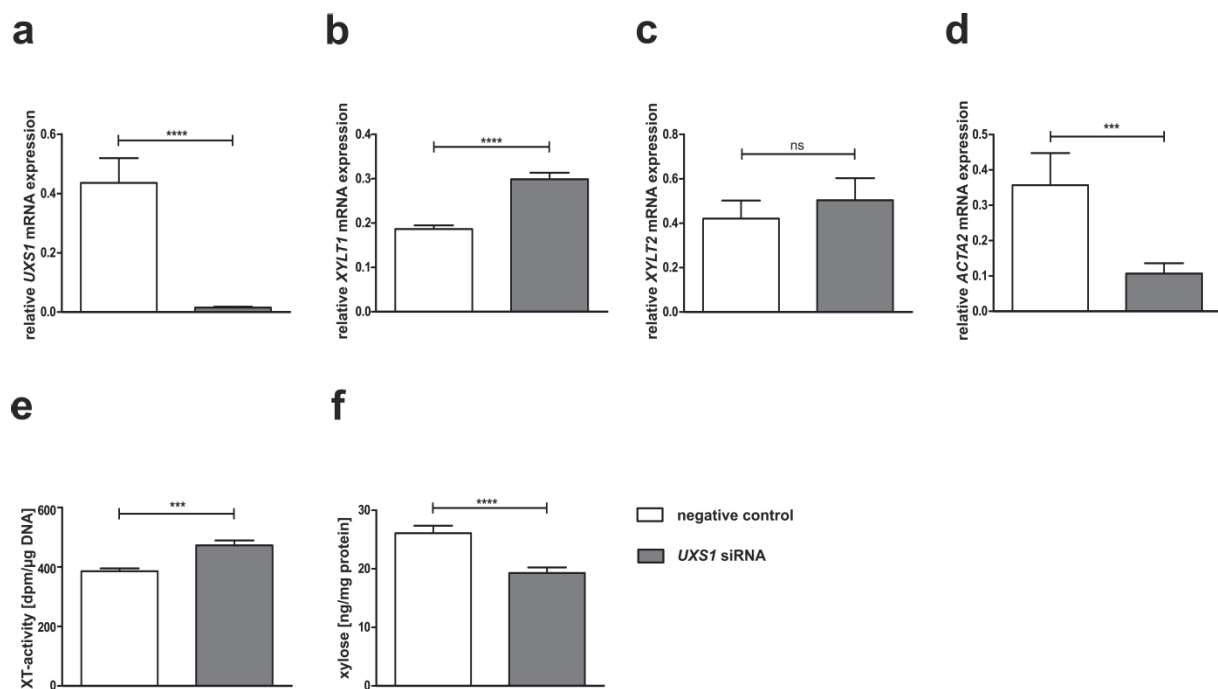 a
b
c
d
relative UXS1 mRNA expression
0.6
0.4
0.2
0.0
****
relative XYLT1 mRNA expression
0.4
0.3
0.2
0.1
0.0
****
relative XYLT2 mRNA expression
0.8
0.6
0.4
0.2
0.0
ns
relative ACTA2 mRNA expression
0.5
0.4
0.3
0.2
0.1
0.0
***
e
f
XT-activity [dpm/µg DNA]
600
400
200
0
***
xylose [ng/mg protein]
30
20
10
0
****
negative control
UXS1 siRNA